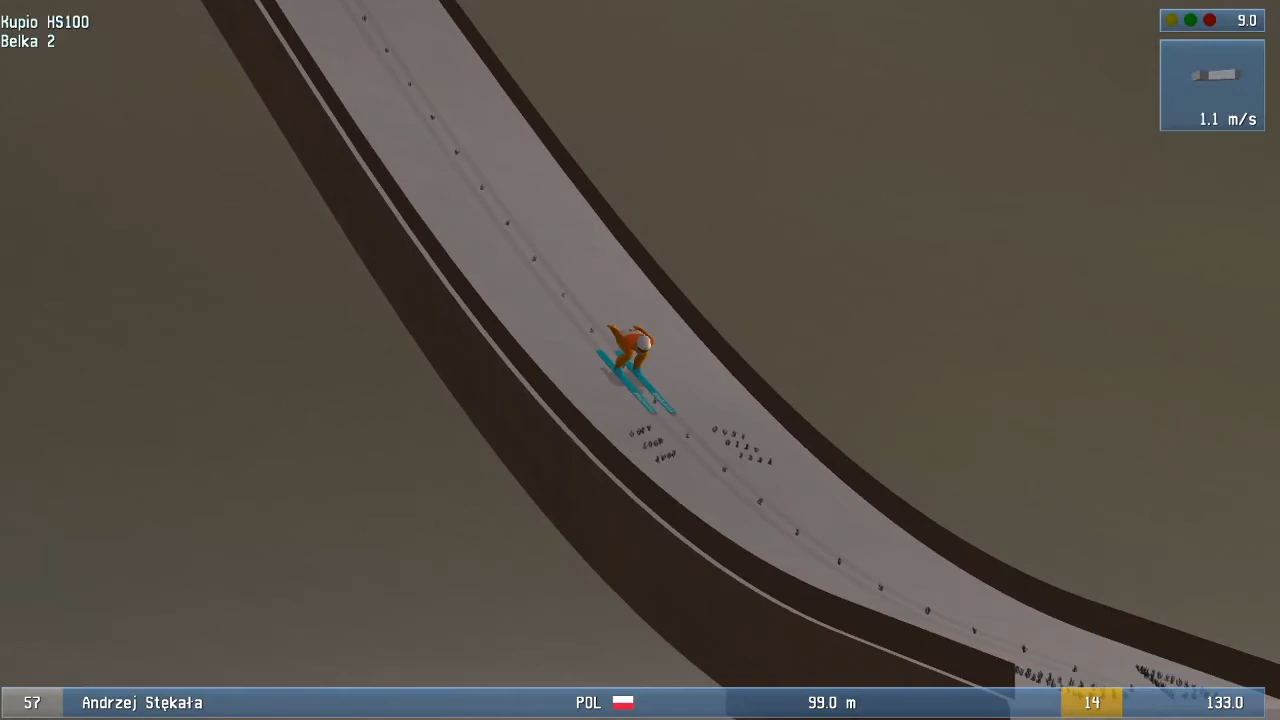 Kupio HS100
Belka 2
9.0
1.1 m/s
57 Andrzej Stękała POL 99.0 m 14 133.0